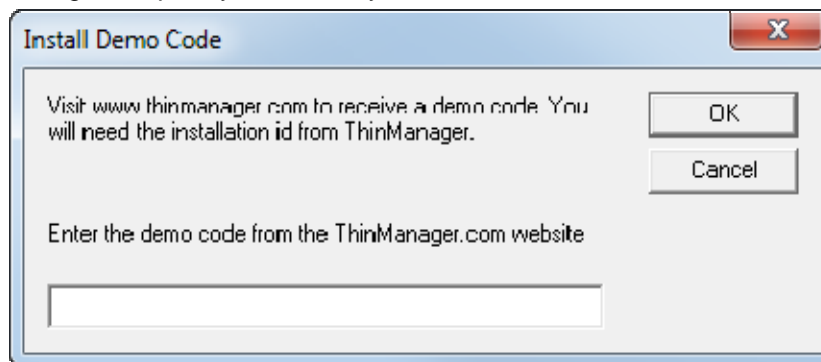 Install Demo Code
Visit www.thinmanager.com to receive a demo code. You
will need the installation id from ThinManager.
OK
Cancel
Enter the demo code from the ThinManager.com website